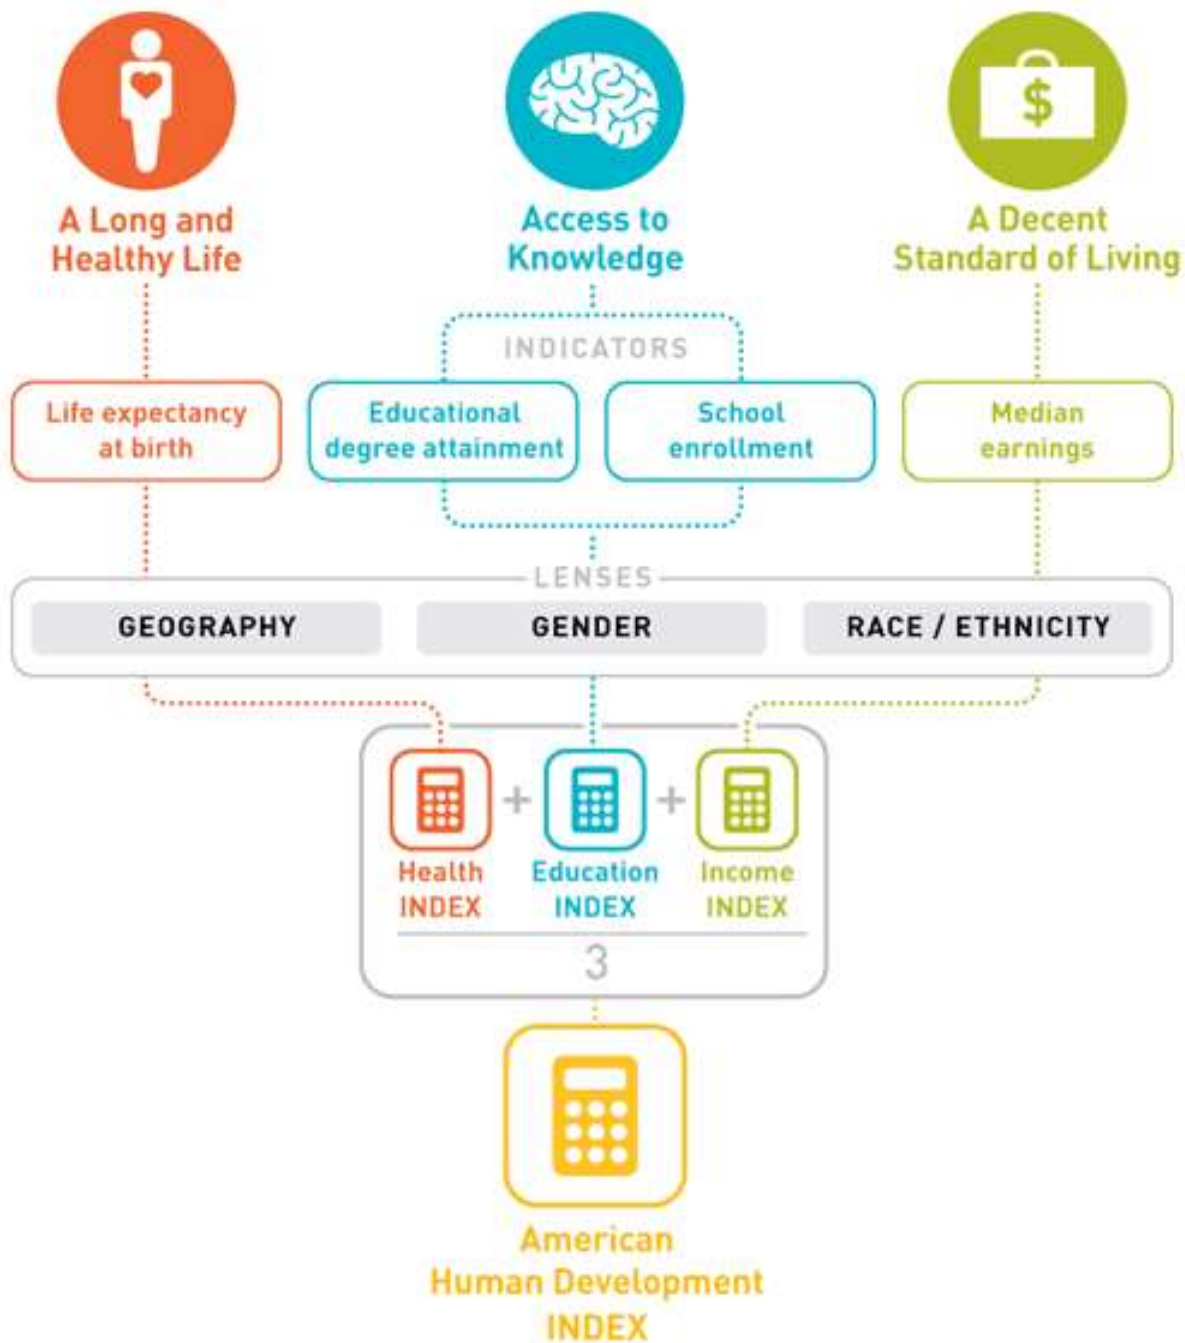 $
A Long and
Healthy Life
Access to
Knowledge
A Decent
Standard of Living
INDICATORS
Life expectancy
at birth
Educational
degree attainment
School
enrollment
Median
earnings
LENSES
GEOGRAPHY
GENDER
RACE / ETHNICITY
+ +
Health
INDEX
Education
INDEX
Income
INDEX
3
American
Human Development
INDEX